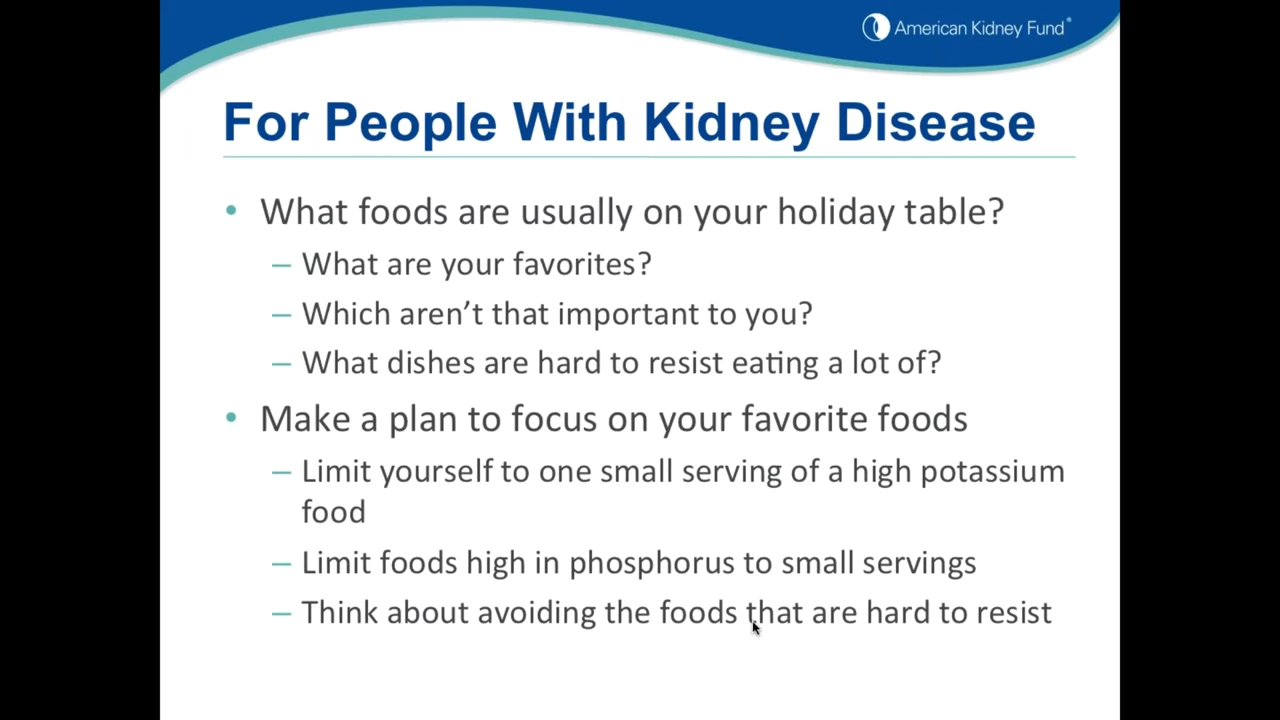 American Kidney Fund®
For People With Kidney Disease
• What foods are usually on your holiday table?
– What are your favorites?
– Which aren’t that important to you?
– What dishes are hard to resist eating a lot of?
• Make a plan to focus on your favorite foods
– Limit yourself to one small serving of a high potassium
food
– Limit foods high in phosphorus to small servings
– Think about avoiding the foods that are hard to resist